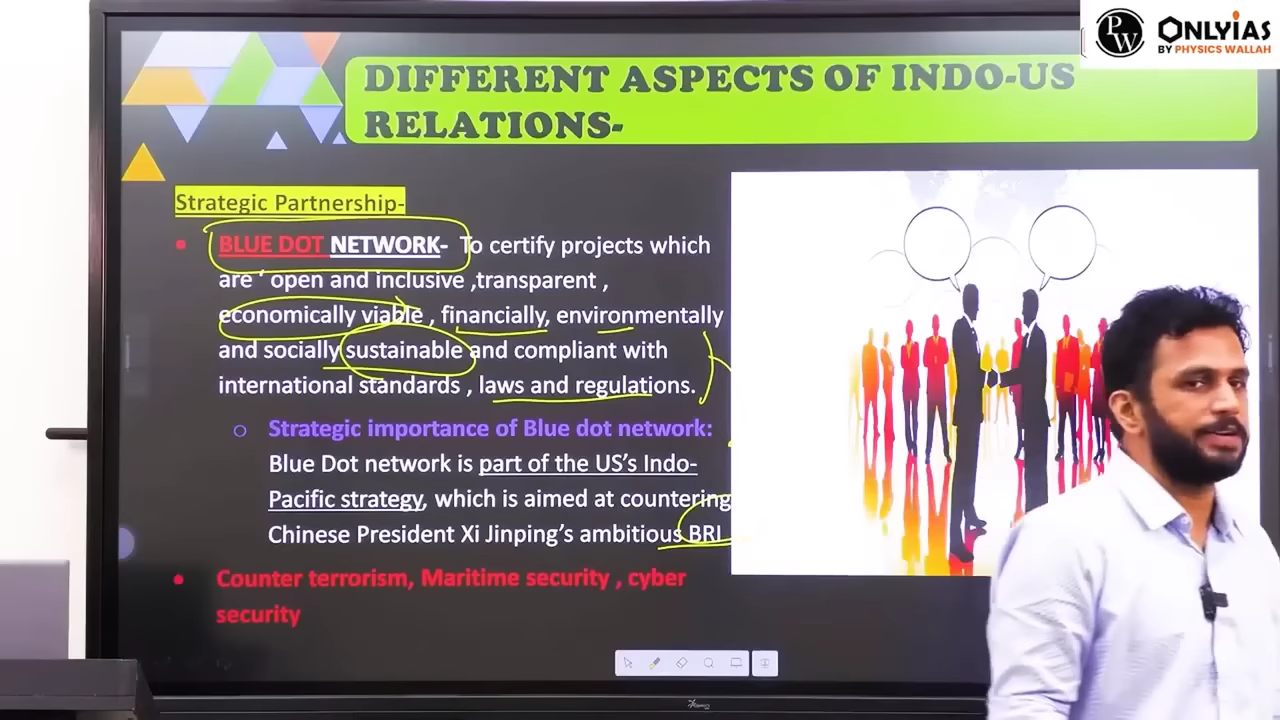 PW
ONLYIAS
BY PHYSICS WALLAH
DIFFERENT ASPECTS OF INDO-US
RELATIONS-
Strategic Partnership-
• BLUE DOT NETWORK- To certify projects which
are ‘ open and inclusive ,transparent ,
economically viable , financially, environmentally
and socially sustainable and compliant with
international standards , laws and regulations.
o Strategic importance of Blue dot network:
Blue Dot network is part of the US’s Indo-
Pacific strategy, which is aimed at countering
Chinese President Xi Jinping’s ambitious BRI
• Counter terrorism, Maritime security , cyber
security